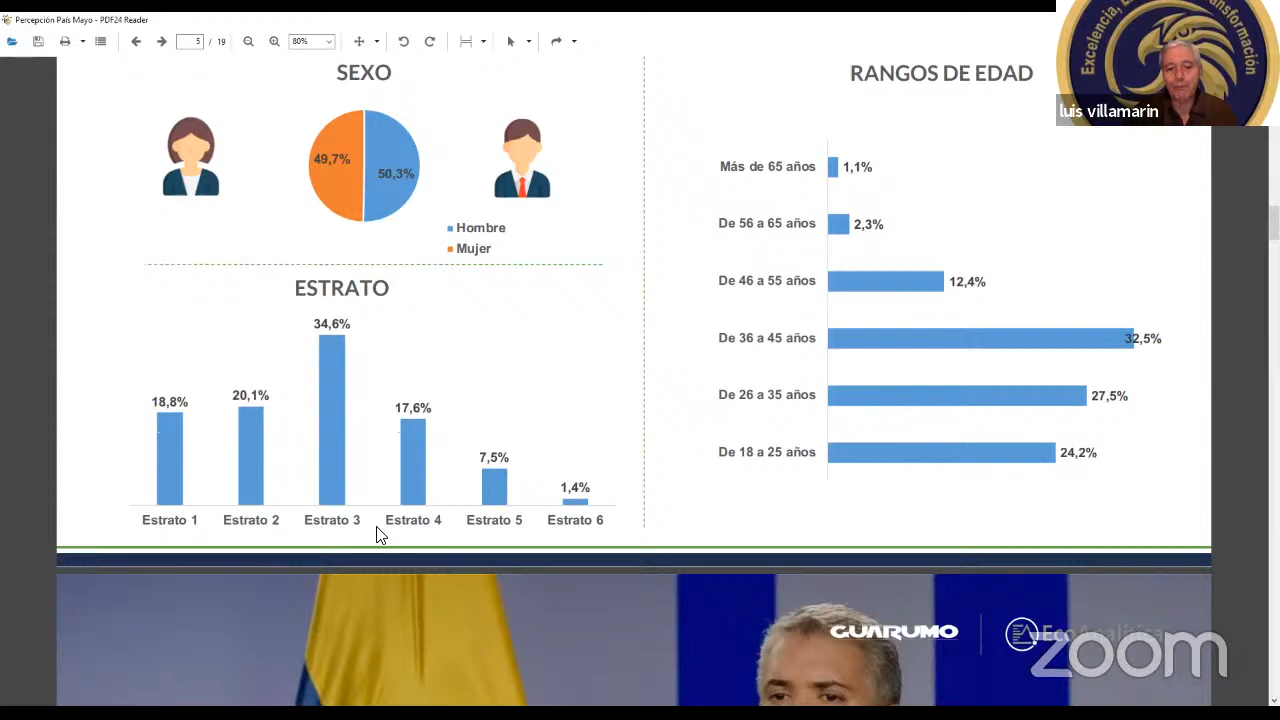 Percepción País Mayo - PDF24 Reader
5 / 19
80%
luis villamarin
SEXO
49,7%
50,3%
Hombre
Mujer
ESTRATO
18,8%
20,1%
34,6%
17,6%
7,5%
1,4%
Estrato 1 Estrato 2 Estrato 3 Estrato 4 Estrato 5 Estrato 6
RANGOS DE EDAD
Más de 65 años 1,1%
De 56 a 65 años 2,3%
De 46 a 55 años 12,4%
De 36 a 45 años 32,5%
De 26 a 35 años 27,5%
De 18 a 25 años 24,2%
GUARUMO
EcoAnalítica
zoom